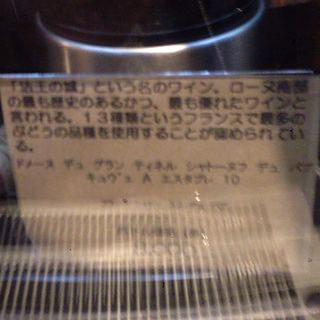 「法王の城」という名のワイン。ローヌ南部
の最も歴史のあるかつ、最も優れたワインと
言われる。13種類というフランスで最多の
ぶどうの品種を使用することが認められてい
る。
ドメーヌ デュ グラン ティネル シャトーヌフ デュ パプ
キュヴェ A エスタブレ 10